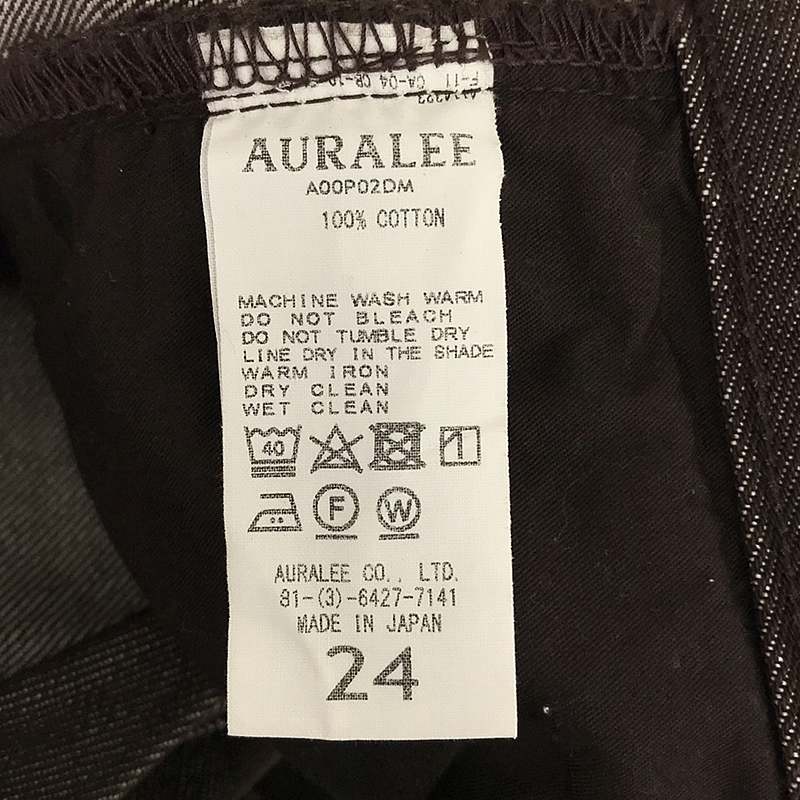 AURALEE
A00P02DM
100% COTTON
MACHINE WASH WARM
DO NOT BLEACH
DO NOT TUMBLE DRY
LINE DRY IN THE SHADE
WARM IRON
DRY CLEAN
WET CLEAN
40
F W
AURALEE CO., LTD.
81-(3)-6427-7141
MADE IN JAPAN
24